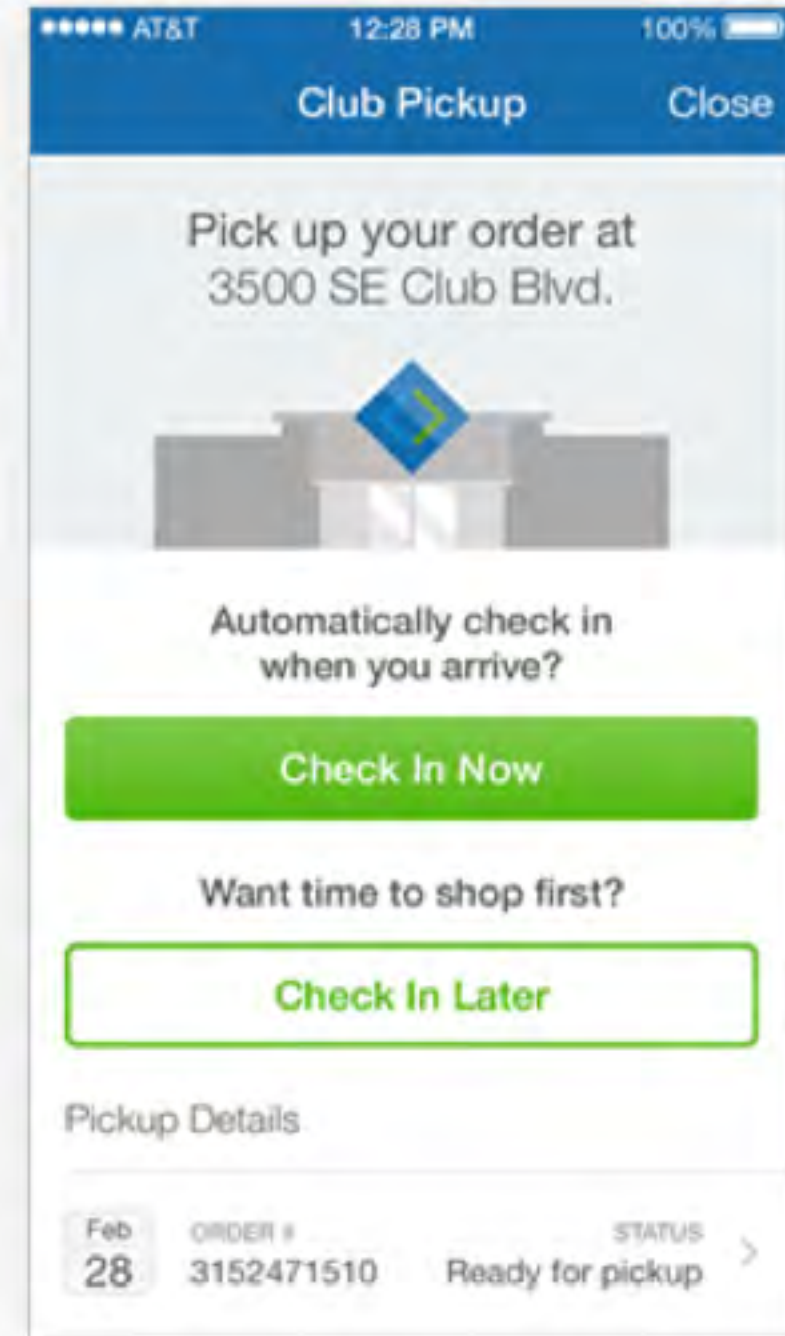 AT&T 12:28 PM 100%
Club Pickup Close
Pick up your order at
3500 SE Club Blvd.
Automatically check in
when you arrive?
Check In Now
Want time to shop first?
Check In Later
Pickup Details
Feb ORDER # STATUS
28 3152471510 Ready for pickup